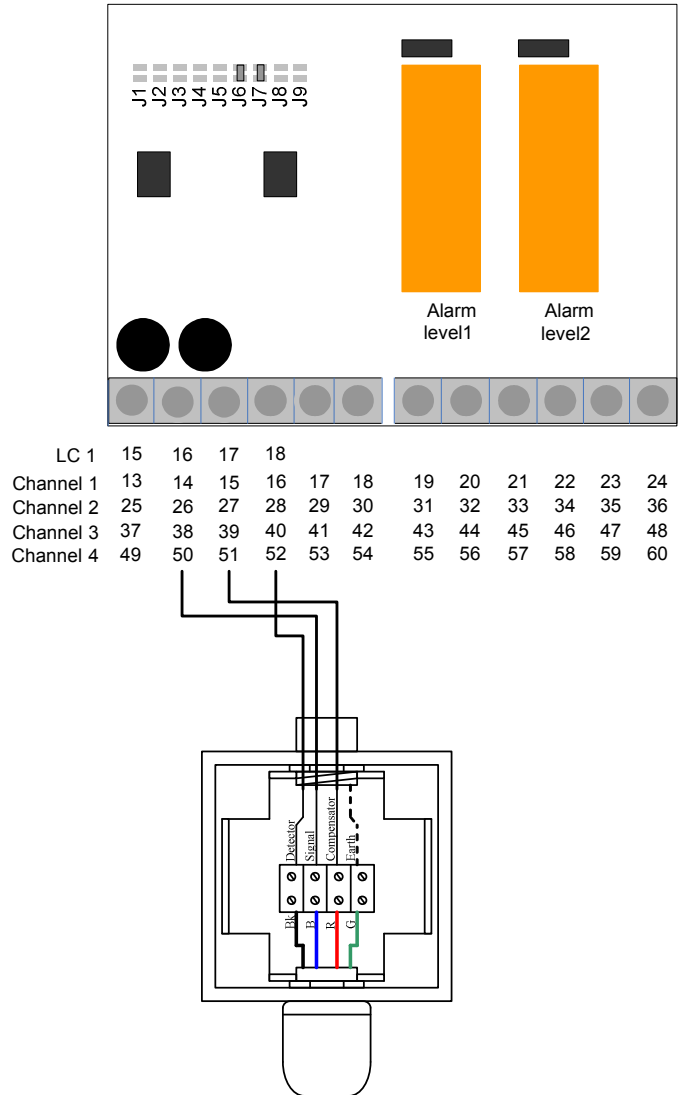 J1 J2 J3 J4 J5 J6 J7 J8 J9
Alarm level1
Alarm level2
LC 1 15 16 17 18
Channel 1 13 14 15 16 17 18 19 20 21 22 23 24
Channel 2 25 26 27 28 29 30 31 32 33 34 35 36
Channel 3 37 38 39 40 41 42 43 44 45 46 47 48
Channel 4 49 50 51 52 53 54 55 56 57 58 59 60
Detector Signal Compensator Earth
Bk B R G